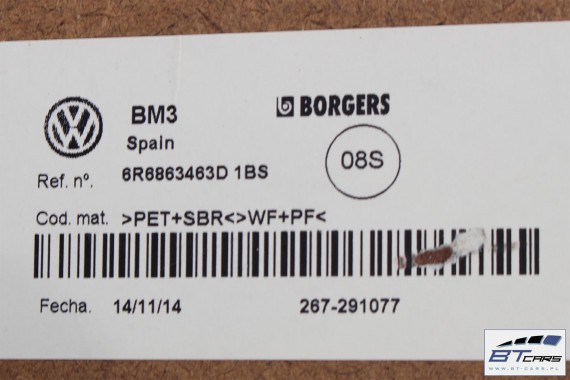 BM3
BORGERS
Spain
08S
Ref. nº. 6R6863463D 1BS
Cod. mat. >PET+SBR<>WF+PF<
Fecha. 14/11/14 267-291077
BTCARS
WWW.BT-CARS.PL